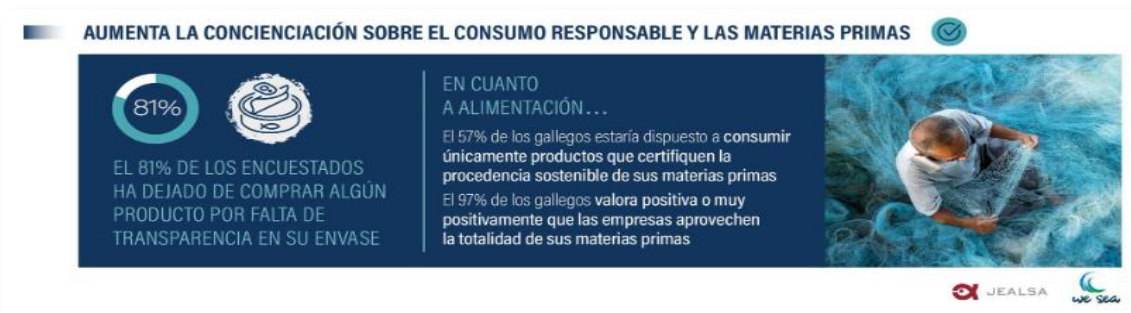 AUMENTA LA CONCIENCIACIÓN SOBRE EL CONSUMO RESPONSABLE Y LAS MATERIAS PRIMAS
81%
EL 81% DE LOS ENCUESTADOS
HA DEJADO DE COMPRAR ALGÚN
PRODUCTO POR FALTA DE
TRANSPARENCIA EN SU ENVASE
EN CUANTO
A ALIMENTACIÓN...
El 57% de los gallegos estaría dispuesto a consumir
únicamente productos que certifiquen la
procedencia sostenible de sus materias primas
El 97% de los gallegos valora positiva o muy
positivamente que las empresas aprovechen
la totalidad de sus materias primas
JEALSA
we sea